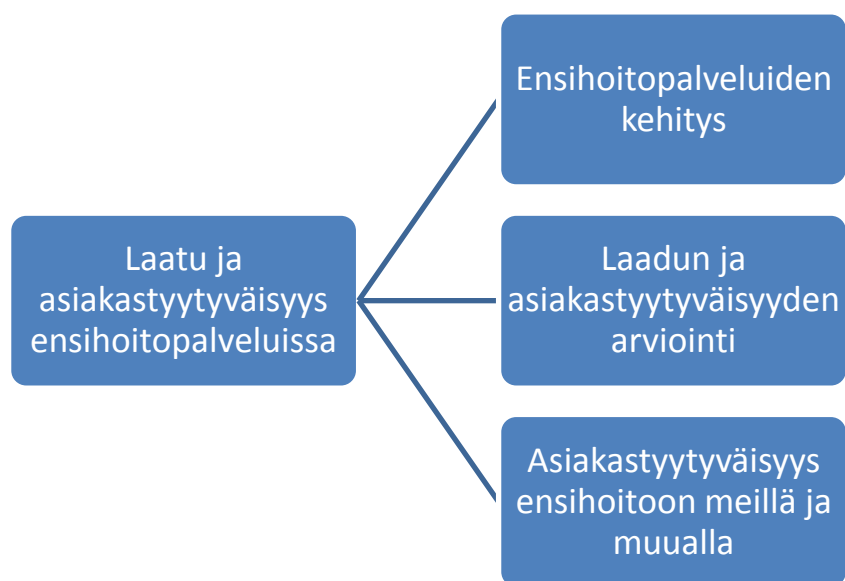 Laatu ja
asiakastyytyväisyys
ensihoitopalveluissa
Ensihoitopalveluiden
kehitys
Laadun ja
asiakastyytyväisyyden
arviointi
Asiakastyytyväisyys
ensihoitoon meillä ja
muualla